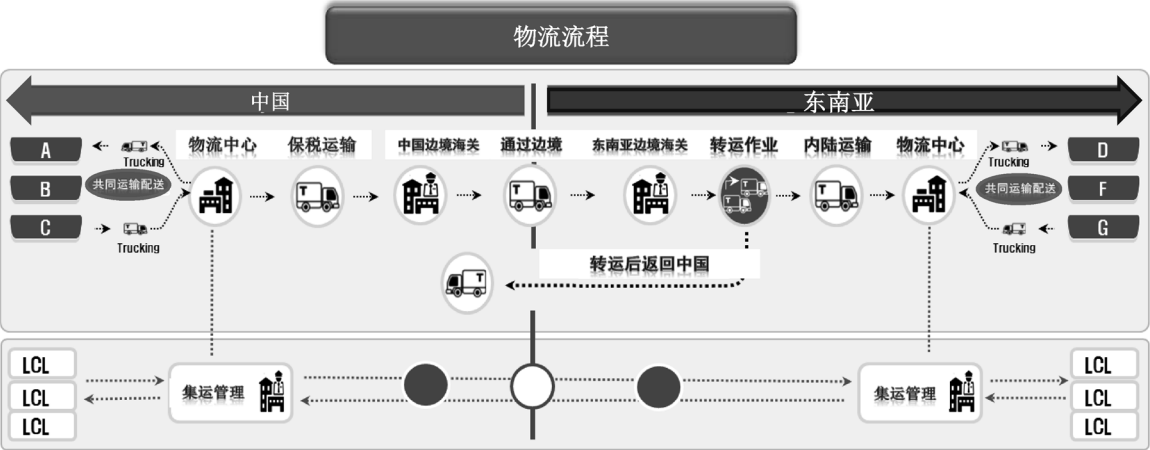 物流流程
中国
东南亚
物流中心
保税运输
中国边境海关
通过边境
东南亚边境海关
转运作业
内陆运输
物流中心
A
B
C
Trucking
共同运输配送
Trucking
T
T
T
T
T
T
T
Trucking
共同运输配送
Trucking
D
F
G
转运后返回中国
LCL
LCL
LCL
集运管理
集运管理
LCL
LCL
LCL